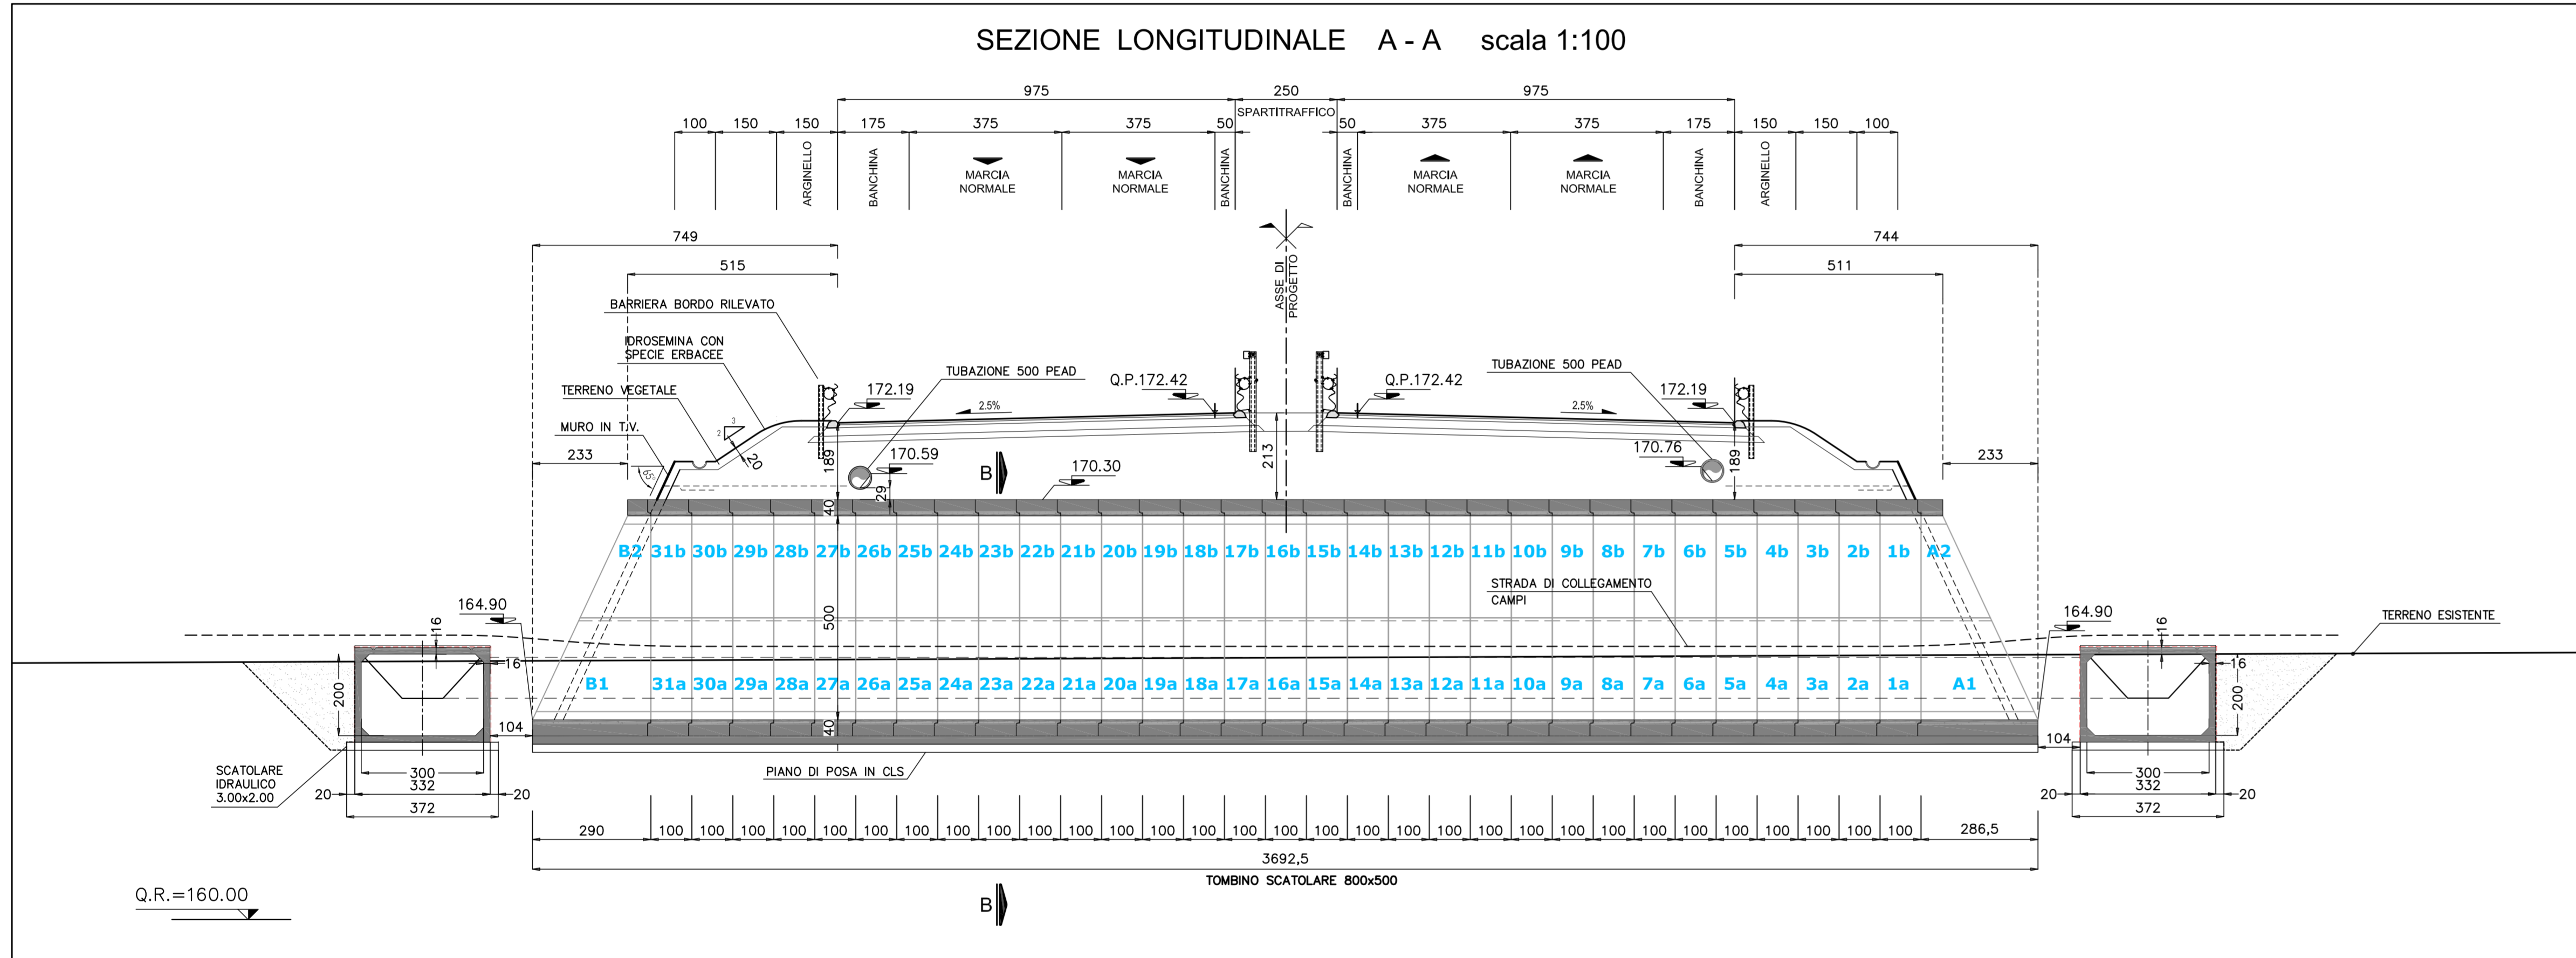 SEZIONE LONGITUDINALE A - A scala 1:100
975 250 975
SPARTITRAFFICO
100 150 150 175 375 375 50 50 375 375 175 150 150 100
ARGINELLO
BANCHINA
MARCIA
NORMALE
MARCIA
NORMALE
BANCHINA
BANCHINA
MARCIA
NORMALE
MARCIA
NORMALE
BANCHINA
ARGINELLO
749 744
515 511
ASSE DI
PROGETTO
BARRIERA BORDO RILEVATO
IDROSEMINA CON
SPECIE ERBACEE
TERRENO VEGETALE
MURO IN T.V.
TUBAZIONE 500 PEAD
TUBAZIONE 500 PEAD
172.19 Q.P.172.42 Q.P.172.42 172.19
2.5% 2.5%
3
2
20
65°
233 189 170.59 213 170.76 189 233
B 170.30
29
40
B2 31b 30b 29b 28b 27b 26b 25b 24b 23b 22b 21b 20b 19b 18b 17b 16b 15b 14b 13b 12b 11b 10b 9b 8b 7b 6b 5b 4b 3b 2b 1b A2
STRADA DI COLLEGAMENTO
CAMPI
164.90 500 164.90
TERRENO ESISTENTE
16 16
16 16
B1 31a 30a 29a 28a 27a 26a 25a 24a 23a 22a 21a 20a 19a 18a 17a 16a 15a 14a 13a 12a 11a 10a 9a 8a 7a 6a 5a 4a 3a 2a 1a A1
200 200
104 40 104
SCATOLARE
IDRAULICO
3.00x2.00
PIANO DI POSA IN CLS
300 300
20 332 20 20 332 20
372 372
290 100 100 100 100 100 100 100 100 100 100 100 100 100 100 100 100 100 100 100 100 100 100 100 100 100 100 100 100 100 100 100 286,5
3692,5
TOMBINO SCATOLARE 800x500
Q.R.=160.00
B